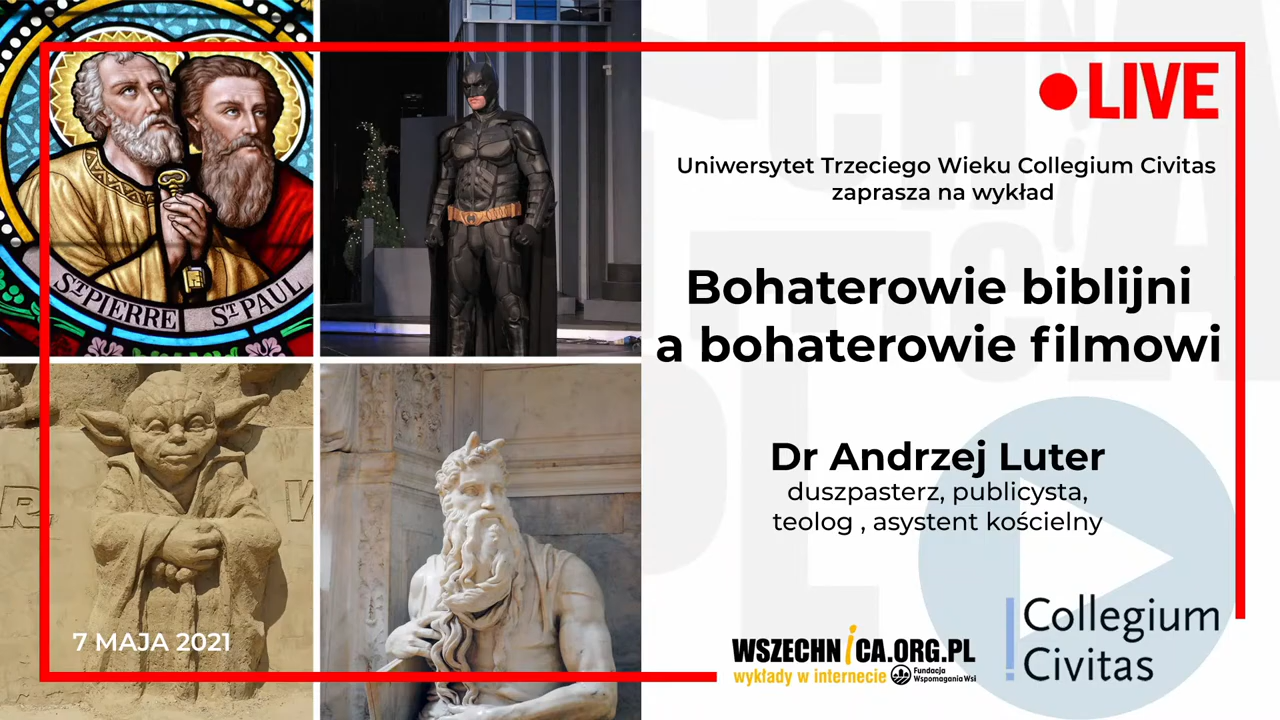 LIVE
Uniwersytet Trzeciego Wieku Collegium Civitas
zaprasza na wykład
Bohaterowie biblijni
a bohaterowie filmowi
Dr Andrzej Luter
duszpasterz, publicysta,
teolog , asystent kościelny
ST PIERRE ST PAUL
7 MAJA 2021
WSZECHNiCA.ORG.PL
wykłady w internecie
Fundacja
Wspomagania Wsi
Collegium
Civitas